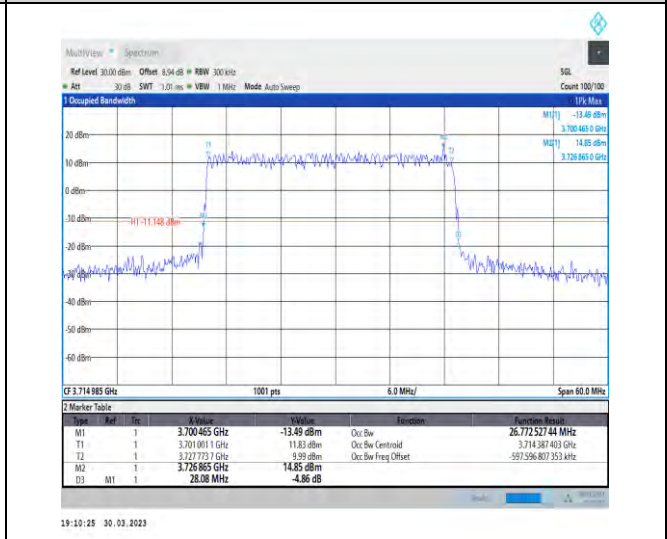 MultiView Spectrum
Ref Level 30.00 dBm Offset 8.94 dB RBW 300 kHz SGL
Att 30 dB SWT 1.01 ms VBW 1 MHz Mode Auto Sweep Count 100/100
1 Occupied Bandwidth 1Pk Max
M1[1] -13.49 dBm
3.700 465 0 GHz
M2[1] 14.85 dBm
3.726 865 0 GHz
20 dBm
10 dBm
0 dBm
-10 dBm
H1 -11.148 dBm
-20 dBm
-40 dBm
-50 dBm
-60 dBm
CF 3.714 985 GHz 1001 pts 6.0 MHz/ Span 60.0 MHz
2 Marker Table
Type Ref Trc X-Value Y-Value Function Function Result
M1 1 3.700 465 GHz -13.49 dBm Occ Bw 26.772 527 44 MHz
T1 1 3.701 001 1 GHz 11.83 dBm Occ Bw Centroid 3.714 387 403 GHz
T2 1 3.727 773 7 GHz 9.99 dBm Occ Bw Freq Offset -597.596 807 353 kHz
M2 1 3.726 865 GHz 14.85 dBm
D3 M1 1 28.08 MHz -4.86 dB
19:10:25 30.03.2023